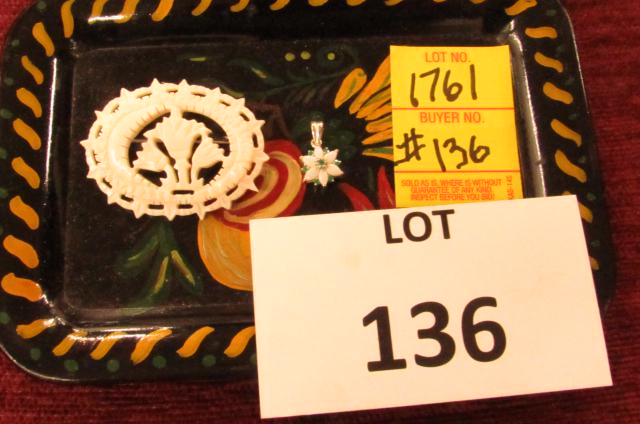 LOT NO.
1761
BUYER NO.
#136
SOLD AS IS, WHERE IS WITHOUT
GUARANTEE OF ANY KIND.
INSPECT BEFORE YOU BID!
LOT
136